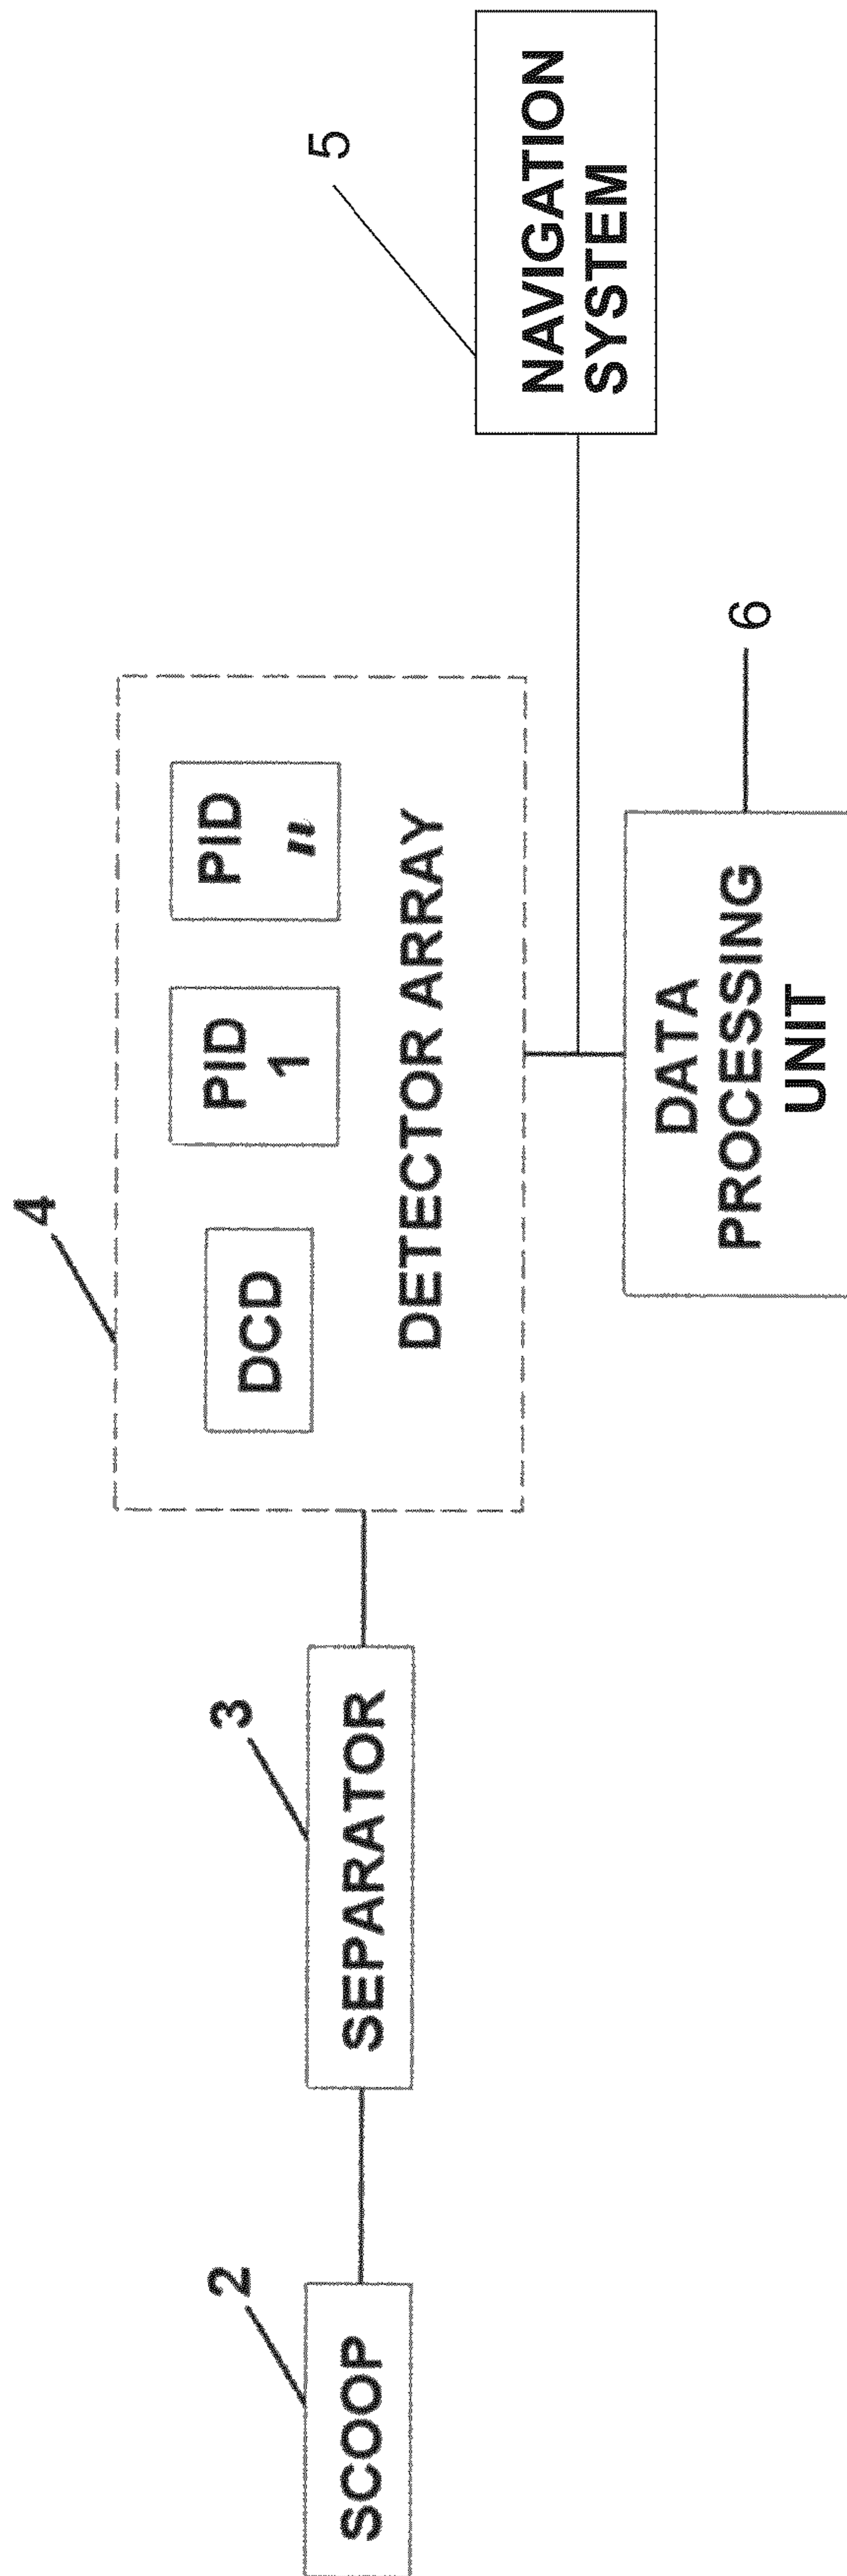 2
SCOOP
3
SEPARATOR
4
DCD
PID
1
PID
n
DETECTOR ARRAY
5
NAVIGATION
SYSTEM
6
DATA
PROCESSING
UNIT